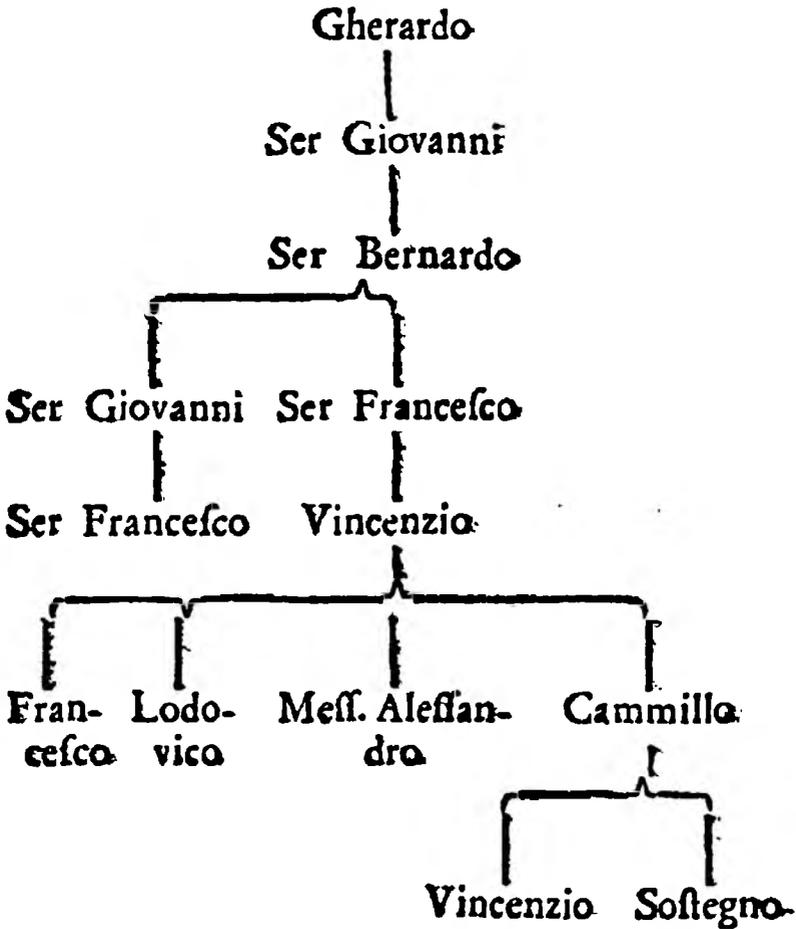 Gherardo
Ser Giovanni
Ser Bernardo
Ser Giovanni Ser Franceſco
Ser Franceſco Vincenzio
Fran- Lodo- Meſſ. Aleſſan- Cammillo
ceſco vico dro
Vincenzio Soſtegno